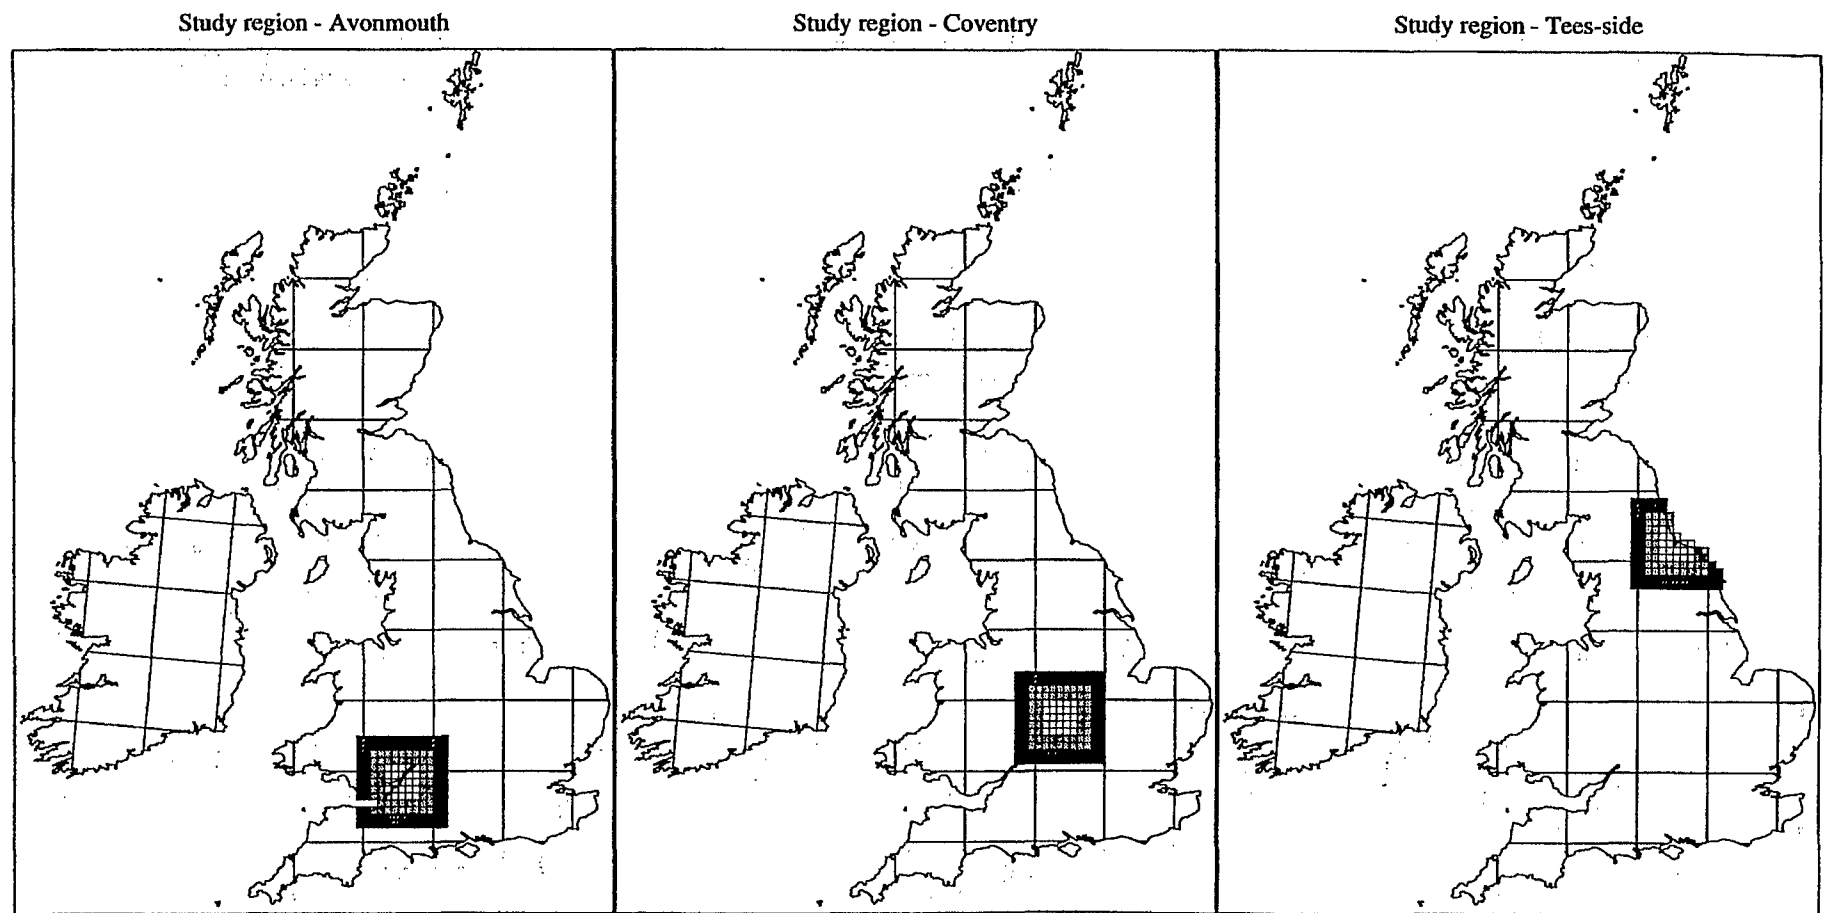 Study region - Avonmouth
Study region - Coventry
Study region - Tees-side